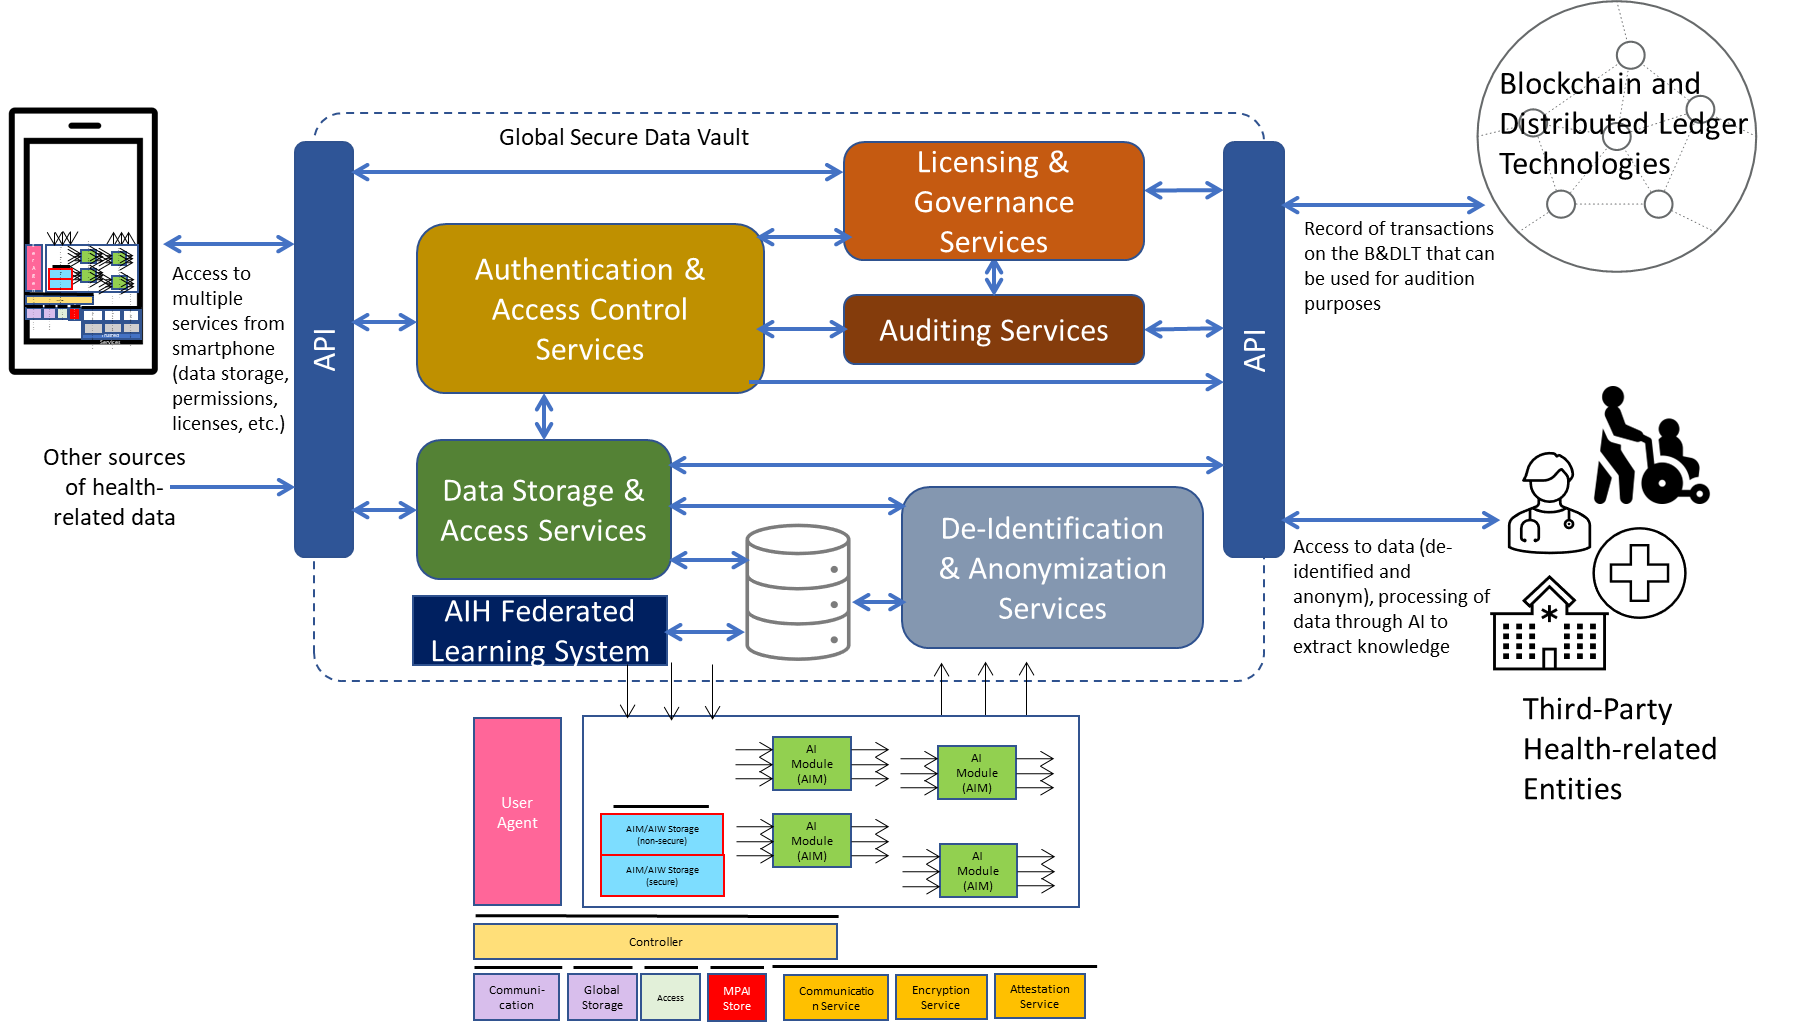 Global Secure Data Vault
Blockchain and
Distributed Ledger
Technologies
Licensing &
Governance
Services
Authentication &
Access Control
Services
Auditing Services
API
API
Record of transactions
on the B&DLT that can
be used for audition
purposes
Access to
multiple
services from
smartphone
(data storage,
permissions,
licenses, etc.)
Services
Other sources
of health-
related data
Data Storage &
Access Services
De-Identification
& Anonymization
Services
AIH Federated
Learning System
Access to data (de-
identified and
anonym), processing of
data through AI to
extract knowledge
Third-Party
Health-related
Entities
User
Agent
AI
Module
(AIM)
AI
Module
(AIM)
AI
Module
(AIM)
AI
Module
(AIM)
AIM/AIW Storage
(non-secure)
AIM/AIW Storage
(secure)
Controller
Communi-
cation
Global
Storage
Access
MPAI
Store
Communicatio
n Service
Encryption
Service
Attestation
Service